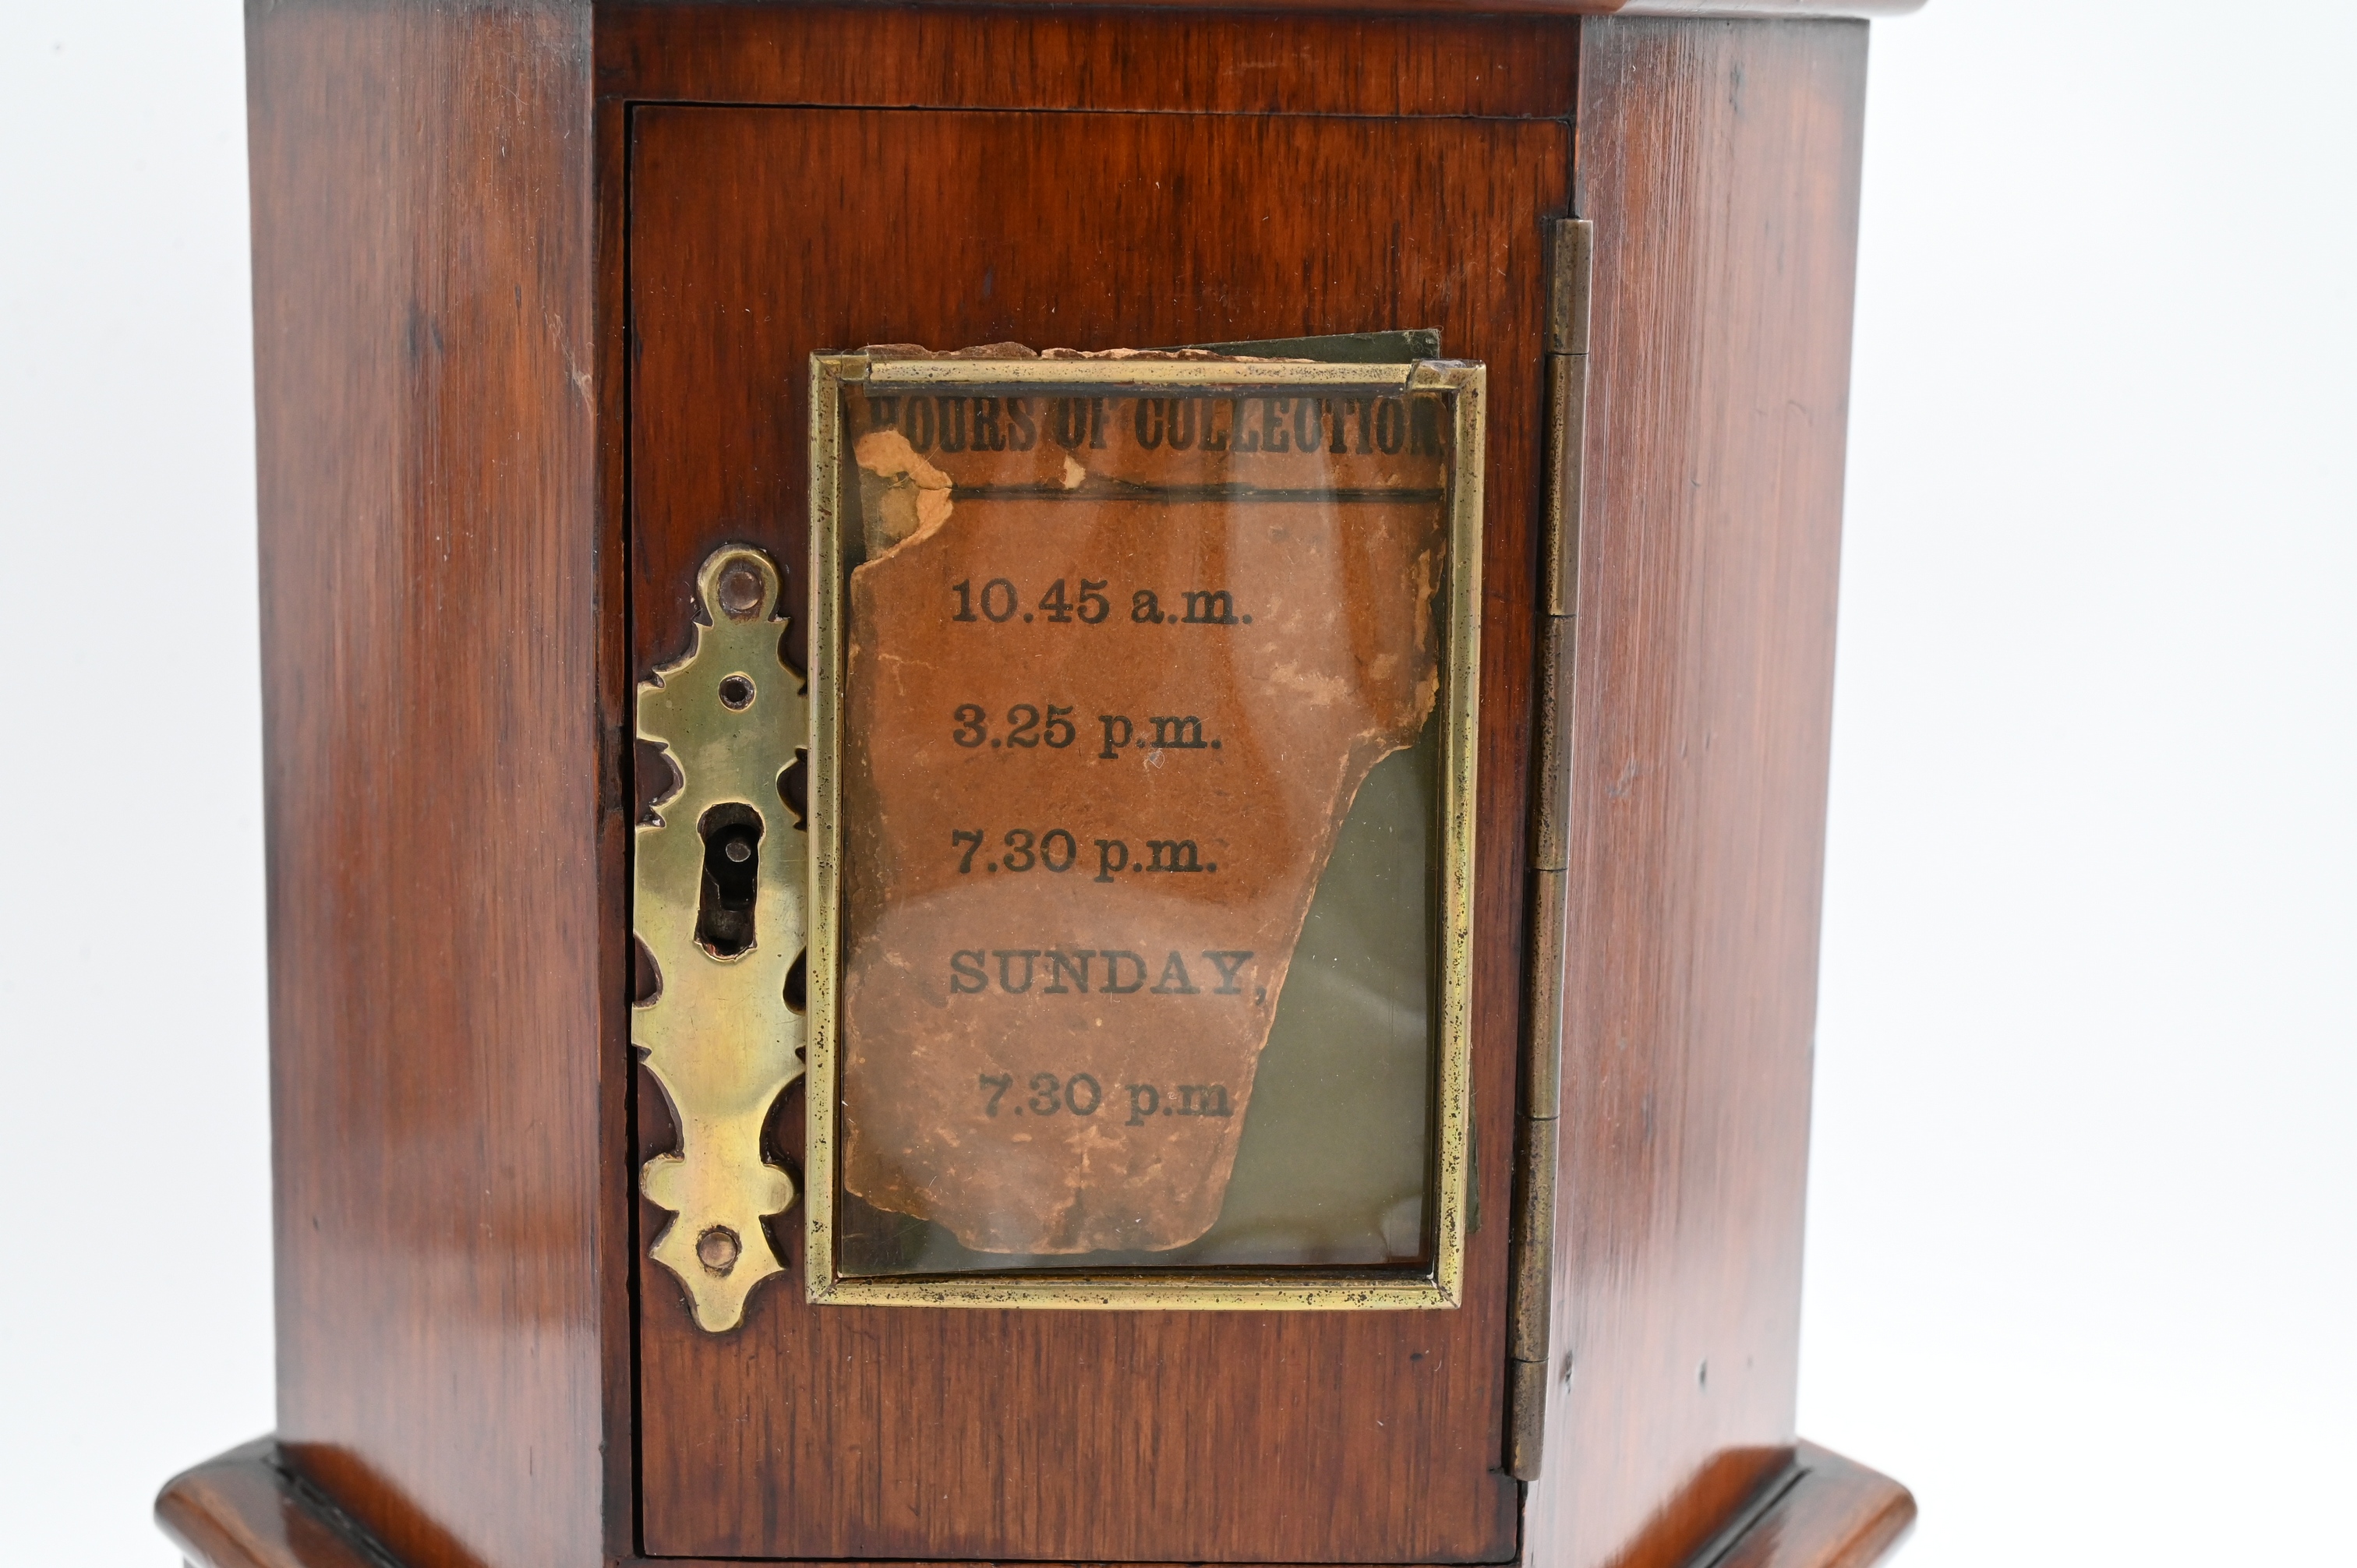 HOURS OF COLLECTION
10.45 a.m.
3.25 p.m.
7.30 p.m.
SUNDAY,
7.30 p.m